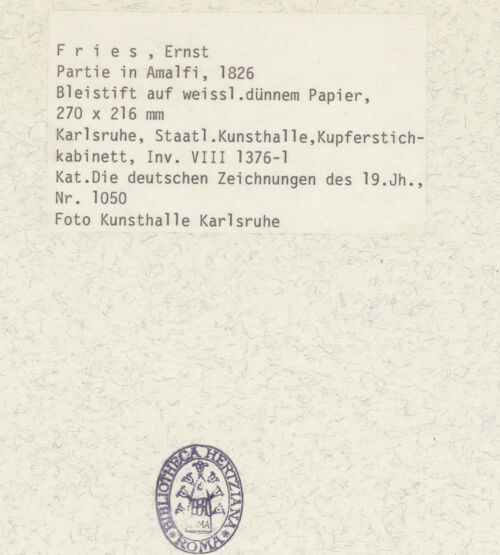 F r i e s , Ernst
Partie in Amalfi, 1826
Bleistift auf weissl.dünnem Papier,
270 x 216 mm
Karlsruhe, Staatl.Kunsthalle,Kupferstich-
kabinett, Inv. VIII 1376-1
Kat.Die deutschen Zeichnungen des 19.Jh.,
Nr. 1050
Foto Kunsthalle Karlsruhe
BIBLIOTHECA HERTZIANA
ROMA